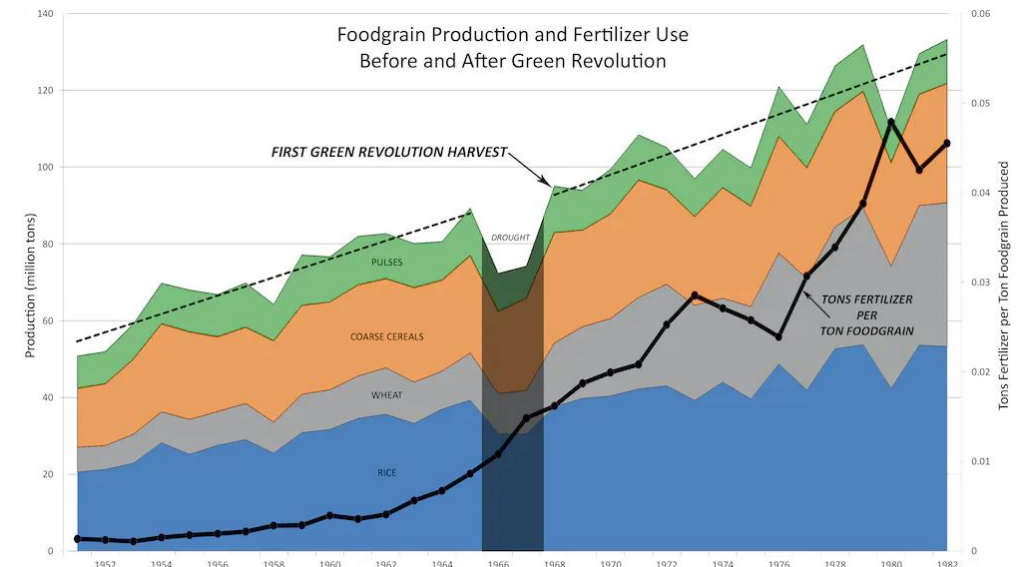 Foodgrain Production and Fertilizer Use
Before and After Green Revolution
Production (million tons)
140
120
100
80
60
40
20
0
FIRST GREEN REVOLUTION HARVEST
DROUGHT
PULSES
COARSE CEREALS
WHEAT
RICE
TONS FERTILIZER
PER
TON FOODGRAIN
0.06
0.05
0.04
0.03
0.02
0.01
0
Tons Fertilizer per Ton Foodgrain Produced
1952 1954 1956 1958 1960 1962 1964 1966 1968 1970 1972 1974 1976 1978 1980 1982